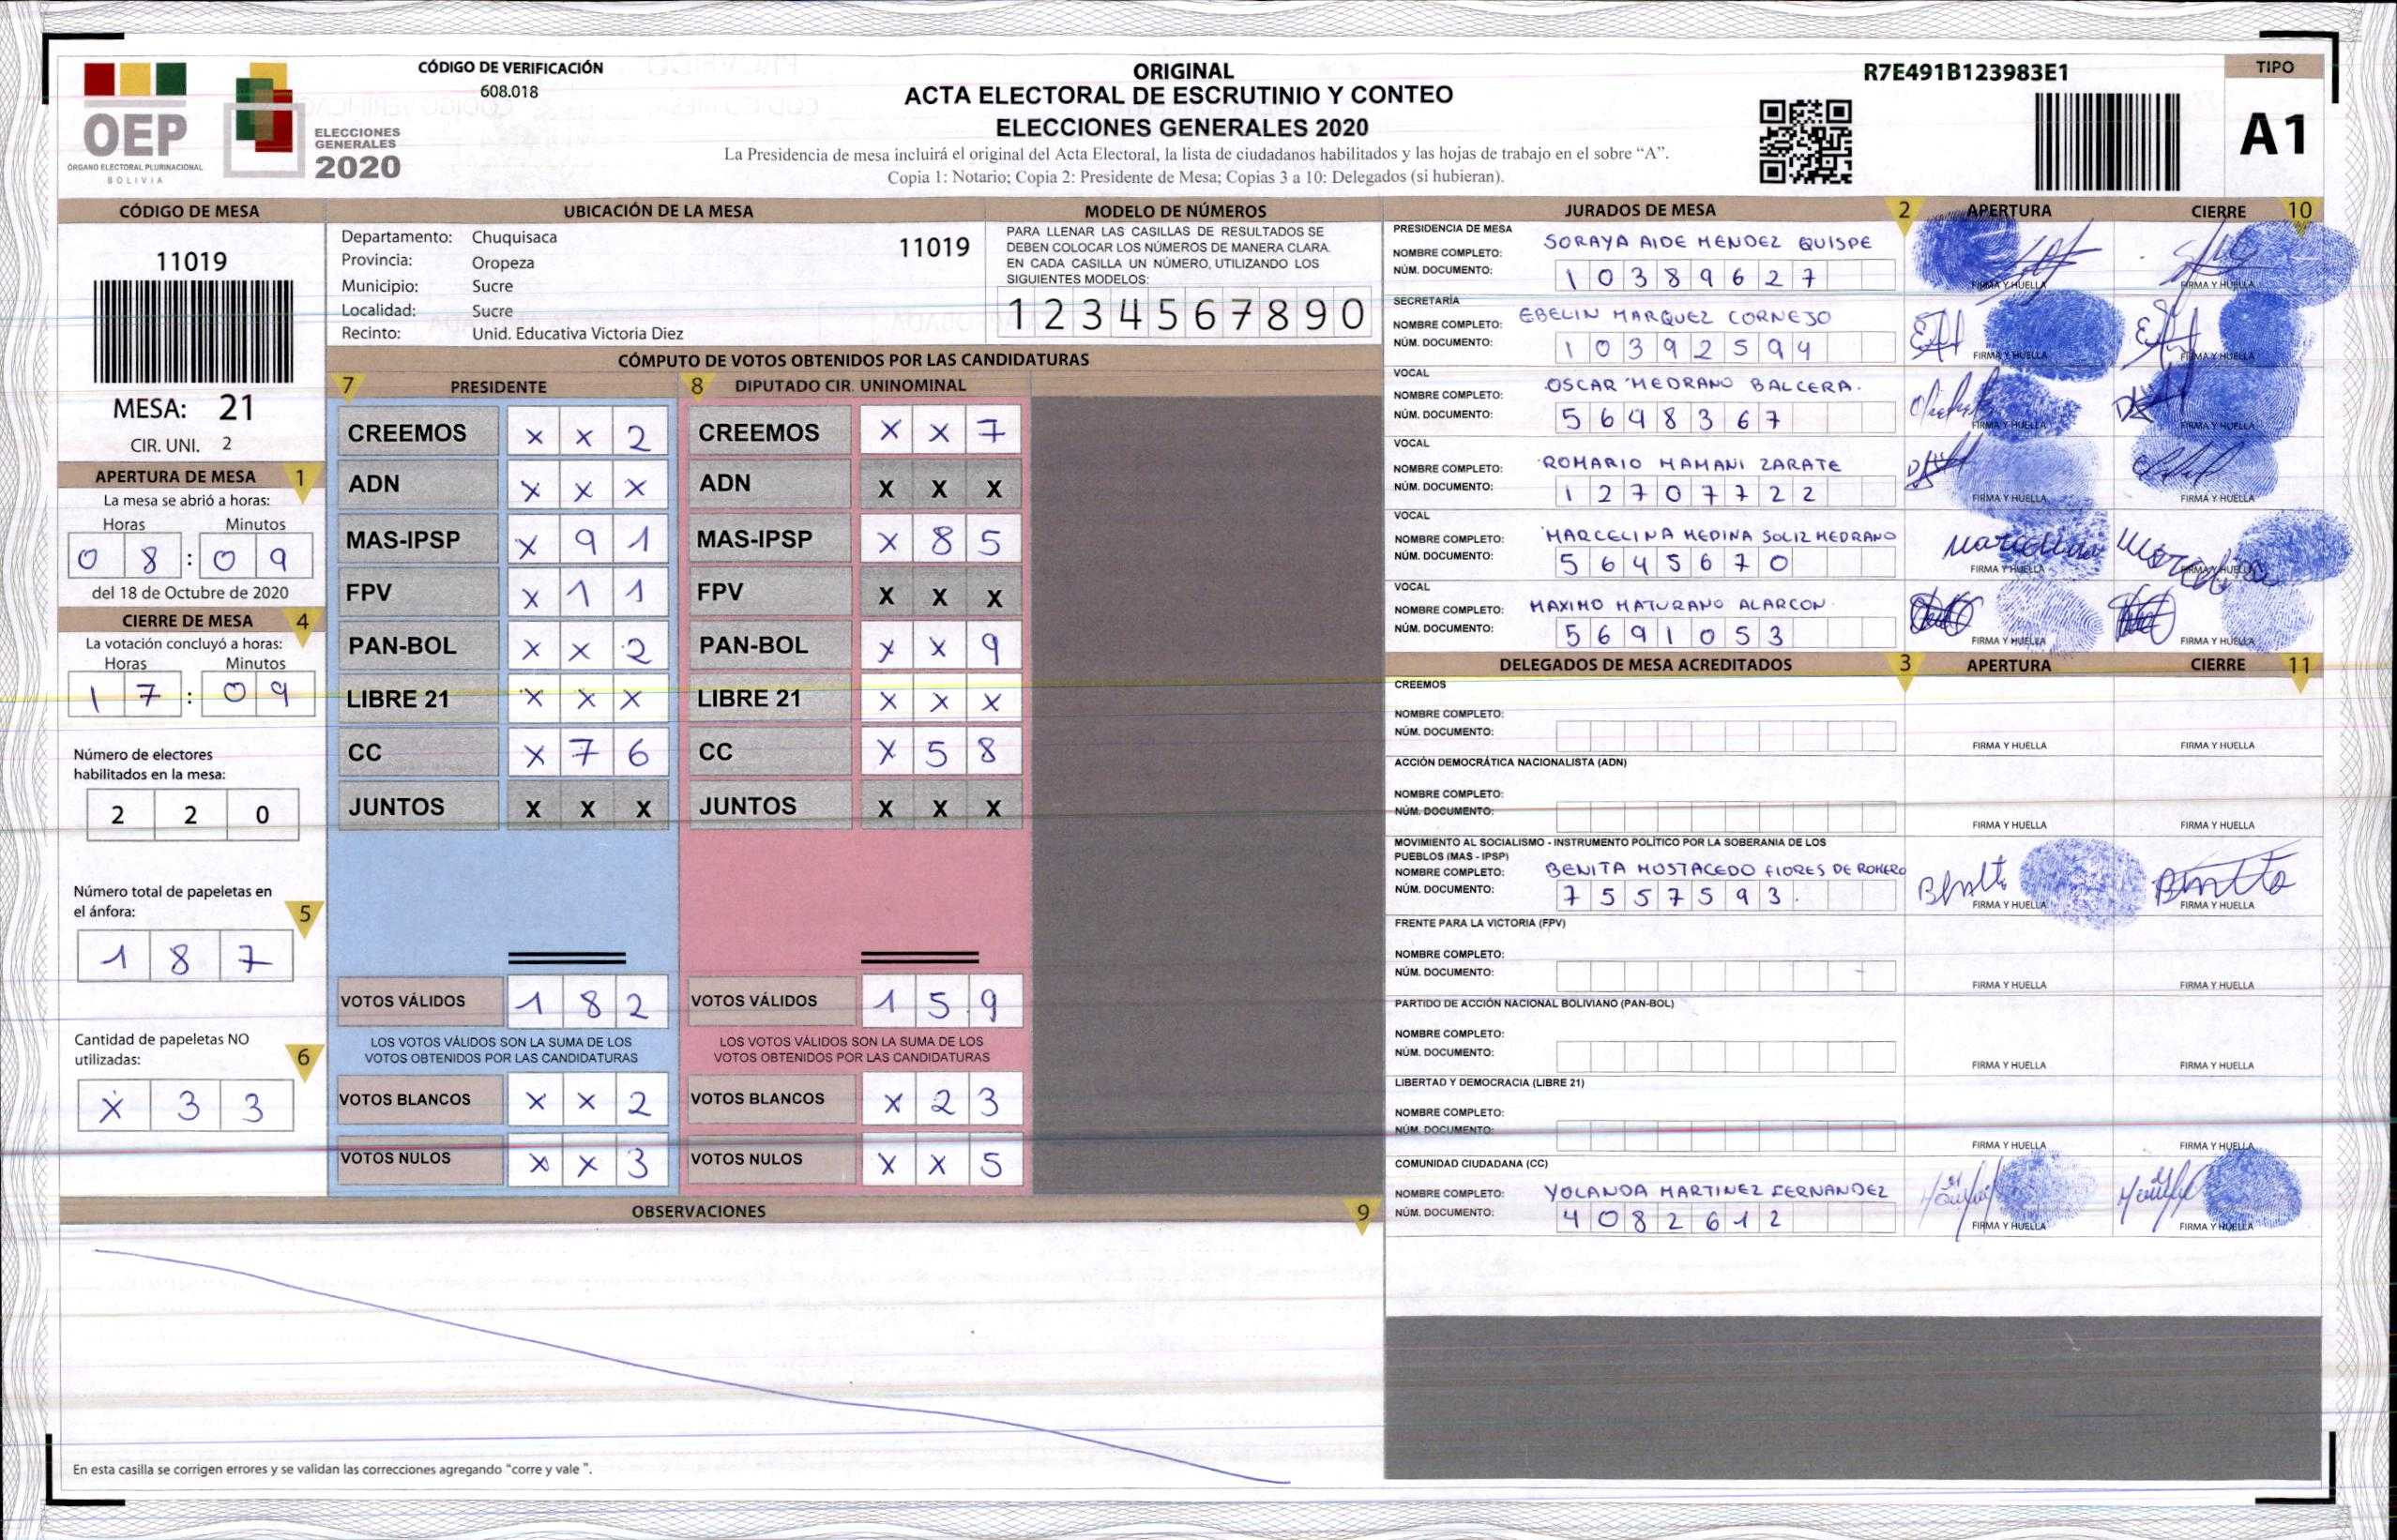 OEP
ÓRGANO ELECTORAL PLURINACIONAL
BOLIVIA
ELECCIONES
GENERALES
2020
CÓDIGO DE VERIFICACIÓN
608.018
ORIGINAL
ACTA ELECTORAL DE ESCRUTINIO Y CONTEO
ELECCIONES GENERALES 2020
La Presidencia de mesa incluirá el original del Acta Electoral, la lista de ciudadanos habilitados y las hojas de trabajo en el sobre “A”.
Copia 1: Notario; Copia 2: Presidente de Mesa; Copias 3 a 10: Delegados (si hubieran).
R7E491B123983E1
TIPO
A1
CÓDIGO DE MESA
11019
MESA: 21
CIR. UNI. 2
APERTURA DE MESA 1
La mesa se abrió a horas:
Horas Minutos
0 8 : 0 9
del 18 de Octubre de 2020
CIERRE DE MESA 4
La votación concluyó a horas:
Horas Minutos
1 7 : 0 9
Número de electores
habilitados en la mesa:
2 2 0
Número total de papeletas en
el ánfora: 5
1 8 7
Cantidad de papeletas NO
utilizadas: 6
X 3 3
UBICACIÓN DE LA MESA
Departamento: Chuquisaca 11019
Provincia: Oropeza
Municipio: Sucre
Localidad: Sucre
Recinto: Unid. Educativa Victoria Diez
MODELO DE NÚMEROS
PARA LLENAR LAS CASILLAS DE RESULTADOS SE
DEBEN COLOCAR LOS NÚMEROS DE MANERA CLARA.
EN CADA CASILLA UN NÚMERO, UTILIZANDO LOS
SIGUIENTES MODELOS:
1 2 3 4 5 6 7 8 9 0
CÓMPUTO DE VOTOS OBTENIDOS POR LAS CANDIDATURAS
7 PRESIDENTE
CREEMOS X X 2
ADN X X X
MAS-IPSP X 9 1
FPV X 1 1
PAN-BOL X X 2
LIBRE 21 X X X
CC X 7 6
JUNTOS X X X
VOTOS VÁLIDOS 1 8 2
LOS VOTOS VÁLIDOS SON LA SUMA DE LOS
VOTOS OBTENIDOS POR LAS CANDIDATURAS
VOTOS BLANCOS X X 2
VOTOS NULOS X X 3
8 DIPUTADO CIR. UNINOMINAL
CREEMOS X X 7
ADN X X X
MAS-IPSP X 8 5
FPV X X X
PAN-BOL X X 9
LIBRE 21 X X X
CC X 5 8
JUNTOS X X X
VOTOS VÁLIDOS 1 5 9
LOS VOTOS VÁLIDOS SON LA SUMA DE LOS
VOTOS OBTENIDOS POR LAS CANDIDATURAS
VOTOS BLANCOS X 2 3
VOTOS NULOS X X 5
OBSERVACIONES 9
En esta casilla se corrigen errores y se validan las correcciones agregando “corre y vale ”.
JURADOS DE MESA 2 APERTURA CIERRE 10
PRESIDENCIA DE MESA
NOMBRE COMPLETO: SORAYA AIDE MENDEZ QUISPE
NÚM. DOCUMENTO: 1 0 3 8 9 6 2 7
FIRMA Y HUELLA FIRMA Y HUELLA
SECRETARÍA
NOMBRE COMPLETO: EBELIN MARQUEZ CORNEJO
NÚM. DOCUMENTO: 1 0 3 9 2 5 9 4
FIRMA Y HUELLA FIRMA Y HUELLA
VOCAL
NOMBRE COMPLETO: OSCAR MEDRANO BALCERA.
NÚM. DOCUMENTO: 5 6 4 8 3 6 7
FIRMA Y HUELLA FIRMA Y HUELLA
VOCAL
NOMBRE COMPLETO: ROMARIO MAMANI ZARATE
NÚM. DOCUMENTO: 1 2 7 0 7 7 2 2
FIRMA Y HUELLA FIRMA Y HUELLA
VOCAL
NOMBRE COMPLETO: MARCELINA MEDINA SOLIZ MEDRANO
NÚM. DOCUMENTO: 5 6 4 5 6 7 0
Marcelina
FIRMA Y HUELLA FIRMA Y HUELLA
VOCAL
NOMBRE COMPLETO: MAXIMO MATURANO ALARCON
NÚM. DOCUMENTO: 5 6 9 1 0 5 3
FIRMA Y HUELLA FIRMA Y HUELLA
DELEGADOS DE MESA ACREDITADOS 3 APERTURA CIERRE 11
CREEMOS
NOMBRE COMPLETO:
NÚM. DOCUMENTO:
FIRMA Y HUELLA FIRMA Y HUELLA
ACCIÓN DEMOCRÁTICA NACIONALISTA (ADN)
NOMBRE COMPLETO:
NÚM. DOCUMENTO:
FIRMA Y HUELLA FIRMA Y HUELLA
MOVIMIENTO AL SOCIALISMO - INSTRUMENTO POLÍTICO POR LA SOBERANIA DE LOS
PUEBLOS (MAS - IPSP)
NOMBRE COMPLETO: BENITA MOSTACEDO FLORES DE ROMERO
NÚM. DOCUMENTO: 7 5 5 7 5 9 3.
FIRMA Y HUELLA FIRMA Y HUELLA
FRENTE PARA LA VICTORIA (FPV)
NOMBRE COMPLETO:
NÚM. DOCUMENTO:
FIRMA Y HUELLA FIRMA Y HUELLA
PARTIDO DE ACCIÓN NACIONAL BOLIVIANO (PAN-BOL)
NOMBRE COMPLETO:
NÚM. DOCUMENTO:
FIRMA Y HUELLA FIRMA Y HUELLA
LIBERTAD Y DEMOCRACIA (LIBRE 21)
NOMBRE COMPLETO:
NÚM. DOCUMENTO:
FIRMA Y HUELLA FIRMA Y HUELLA
COMUNIDAD CIUDADANA (CC)
NOMBRE COMPLETO: YOLANDA MARTINEZ FERNANDEZ
NÚM. DOCUMENTO: 4 0 8 2 6 1 2
FIRMA Y HUELLA FIRMA Y HUELLA